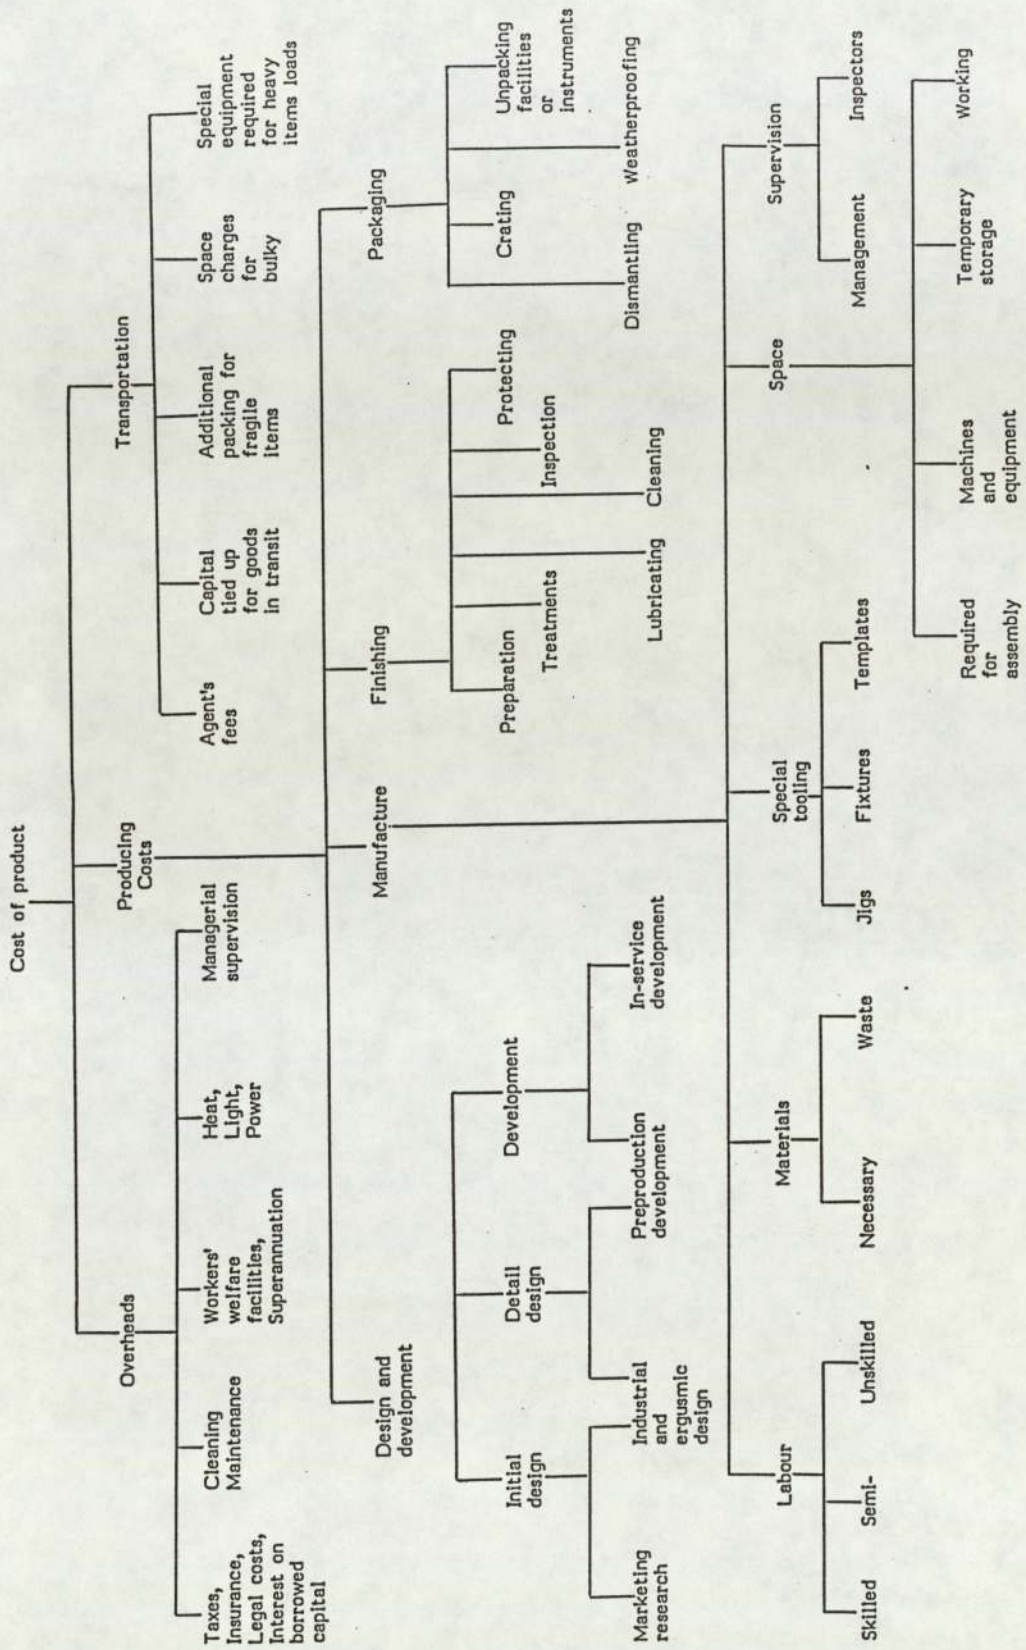 Cost of product
Overheads
Producing
Costs
Transportation
Taxes,
Insurance,
Legal costs,
Interest on
borrowed
capital
Cleaning
Maintenance
Workers'
welfare
facilities,
Superannuation
Heat,
Light,
Power
Managerial
supervision
Agent's
fees
Capital
tied up
for goods
in transit
Additional
packing for
fragile
items
Space
charges
for
bulky
Special
equipment
required
for heavy
items loads
Design and
development
Manufacture
Finishing
Packaging
Initial
design
Detail
design
Development
Preparation
Treatments
Lubricating
Cleaning
Inspection
Protecting
Dismantling
Crating
Weatherproofing
Unpacking
facilities
or
Instruments
Marketing
research
Industrial
and
ergusmic
design
Preproduction
development
In-service
development
Labour
Materials
Special
tooling
Space
Supervision
Skilled
Semi-
Unskilled
Necessary
Waste
Jigs
Fixtures
Templates
Management
Inspectors
Required
for
assembly
Machines
and
equipment
Temporary
storage
Working